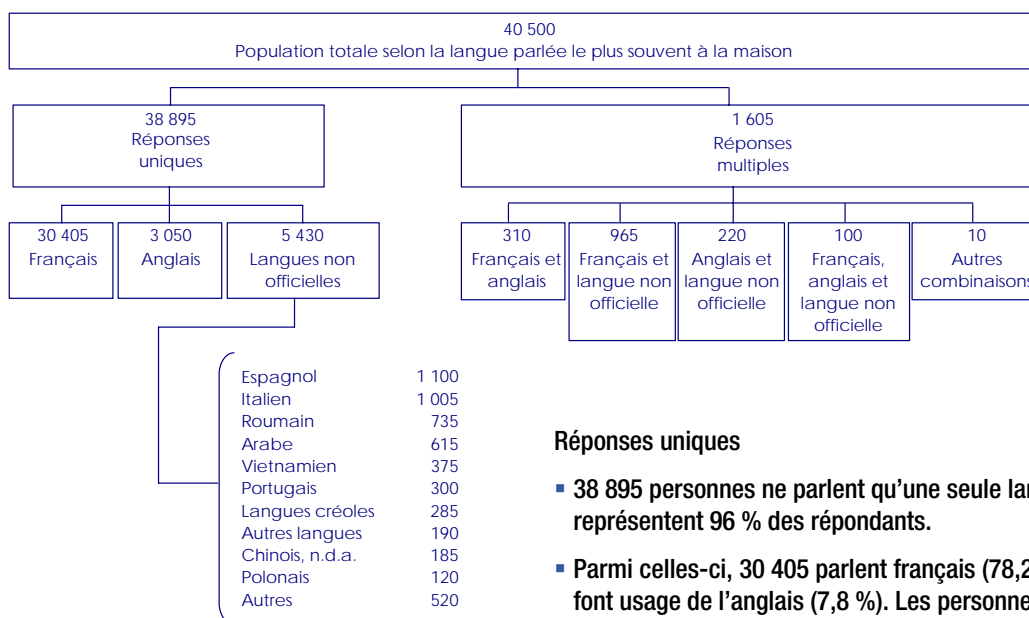 40 500
Population totale selon la langue parlée le plus souvent à la maison
38 895
Réponses
uniques
1 605
Réponses
multiples
30 405
Français
3 050
Anglais
5 430
Langues non
officielles
310
Français et
anglais
965
Français et
langue non
officielle
220
Anglais et
langue non
officielle
100
Français,
anglais et
langue non
officielle
10
Autres
combinaisons
Espagnol 1 100
Italien 1 005
Roumain 735
Arabe 615
Vietnamien 375
Portugais 300
Langues créoles 285
Autres langues 190
Chinois, n.d.a. 185
Polonais 120
Autres 520
Réponses uniques
▪ 38 895 personnes ne parlent qu'une seule
représentent 96 % des répondants.
▪ Parmi celles-ci, 30 405 parlent français (78,2
font usage de l'anglais (7,8 %). Les personne